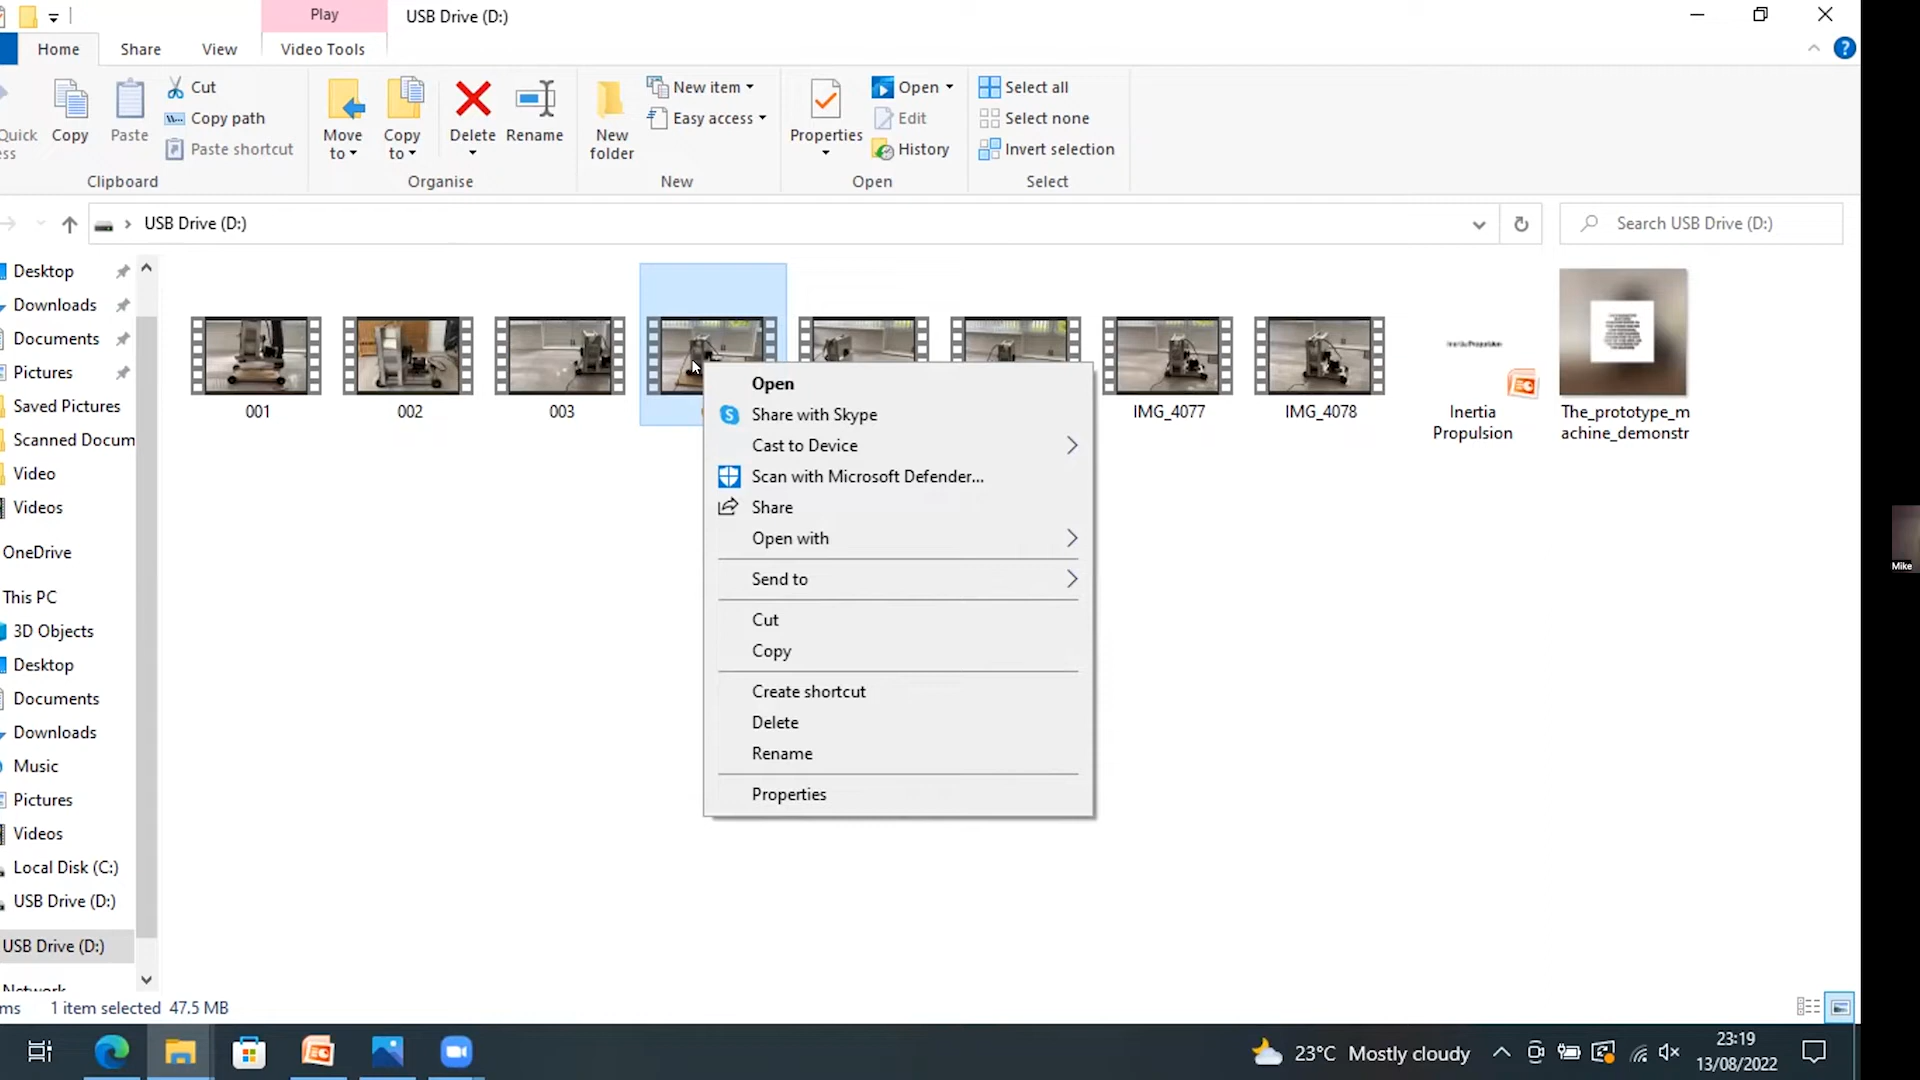 Play
USB Drive (D:)
Home
Share
View
Video Tools
Quick
ess
Copy
Paste
Cut
Copy path
Paste shortcut
Clipboard
Move
to
Copy
to
Delete
Rename
Organise
New
folder
New item
Easy access
New
Properties
Open
Edit
History
Open
Select all
Select none
Invert selection
Select
USB Drive (D:)
Search USB Drive (D:)
Desktop
Downloads
Documents
Pictures
Saved Pictures
Scanned Docum
Video
Videos
OneDrive
This PC
3D Objects
Desktop
Documents
Downloads
Music
Pictures
Videos
Local Disk (C:)
USB Drive (D:)
USB Drive (D:)
Network
001
002
003
IMG_4077
IMG_4078
Inertia Propulsion
Inertia
Propulsion
The_prototype_m
achine_demonstr
Open
Share with Skype
Cast to Device
Scan with Microsoft Defender...
Share
Open with
Send to
Cut
Copy
Create shortcut
Delete
Rename
Properties
Mike
ms
1 item selected 47.5 MB
23°C Mostly cloudy
23:19
13/08/2022